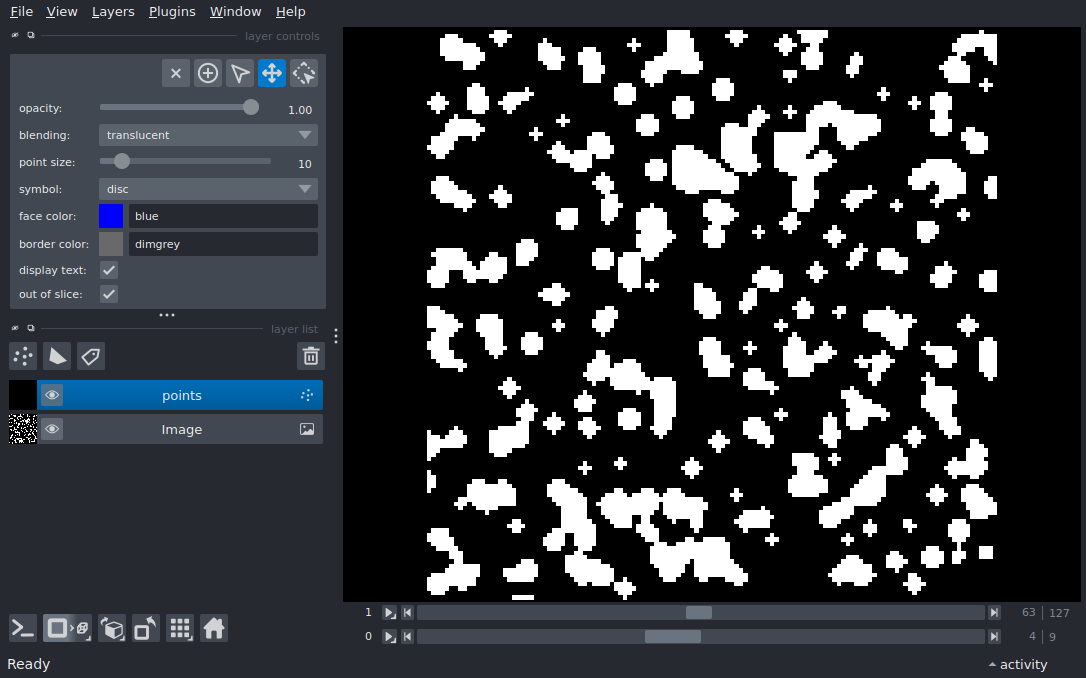 File View Layers Plugins Window Help
layer controls
opacity: 1.00
blending: translucent
point size: 10
symbol: disc
face color: blue
border color: dimgrey
display text:
out of slice:
layer list
points
Image
1 63 127
0 4 9
Ready activity